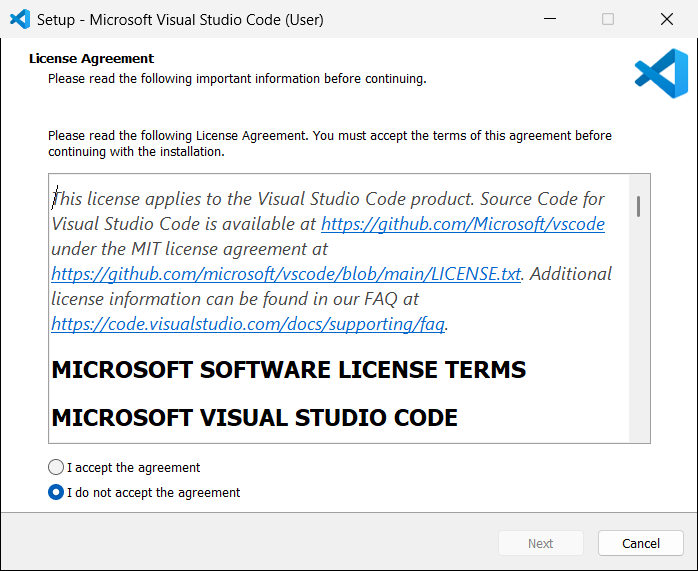 Setup - Microsoft Visual Studio Code (User)
License Agreement
Please read the following important information before continuing.
Please read the following License Agreement. You must accept the terms of this agreement before
continuing with the installation.
This license applies to the Visual Studio Code product. Source Code for
Visual Studio Code is available at https://github.com/Microsoft/vscode
under the MIT license agreement at
https://github.com/microsoft/vscode/blob/main/LICENSE.txt. Additional
license information can be found in our FAQ at
https://code.visualstudio.com/docs/supporting/faq.
MICROSOFT SOFTWARE LICENSE TERMS
MICROSOFT VISUAL STUDIO CODE
I accept the agreement
I do not accept the agreement
Next
Cancel